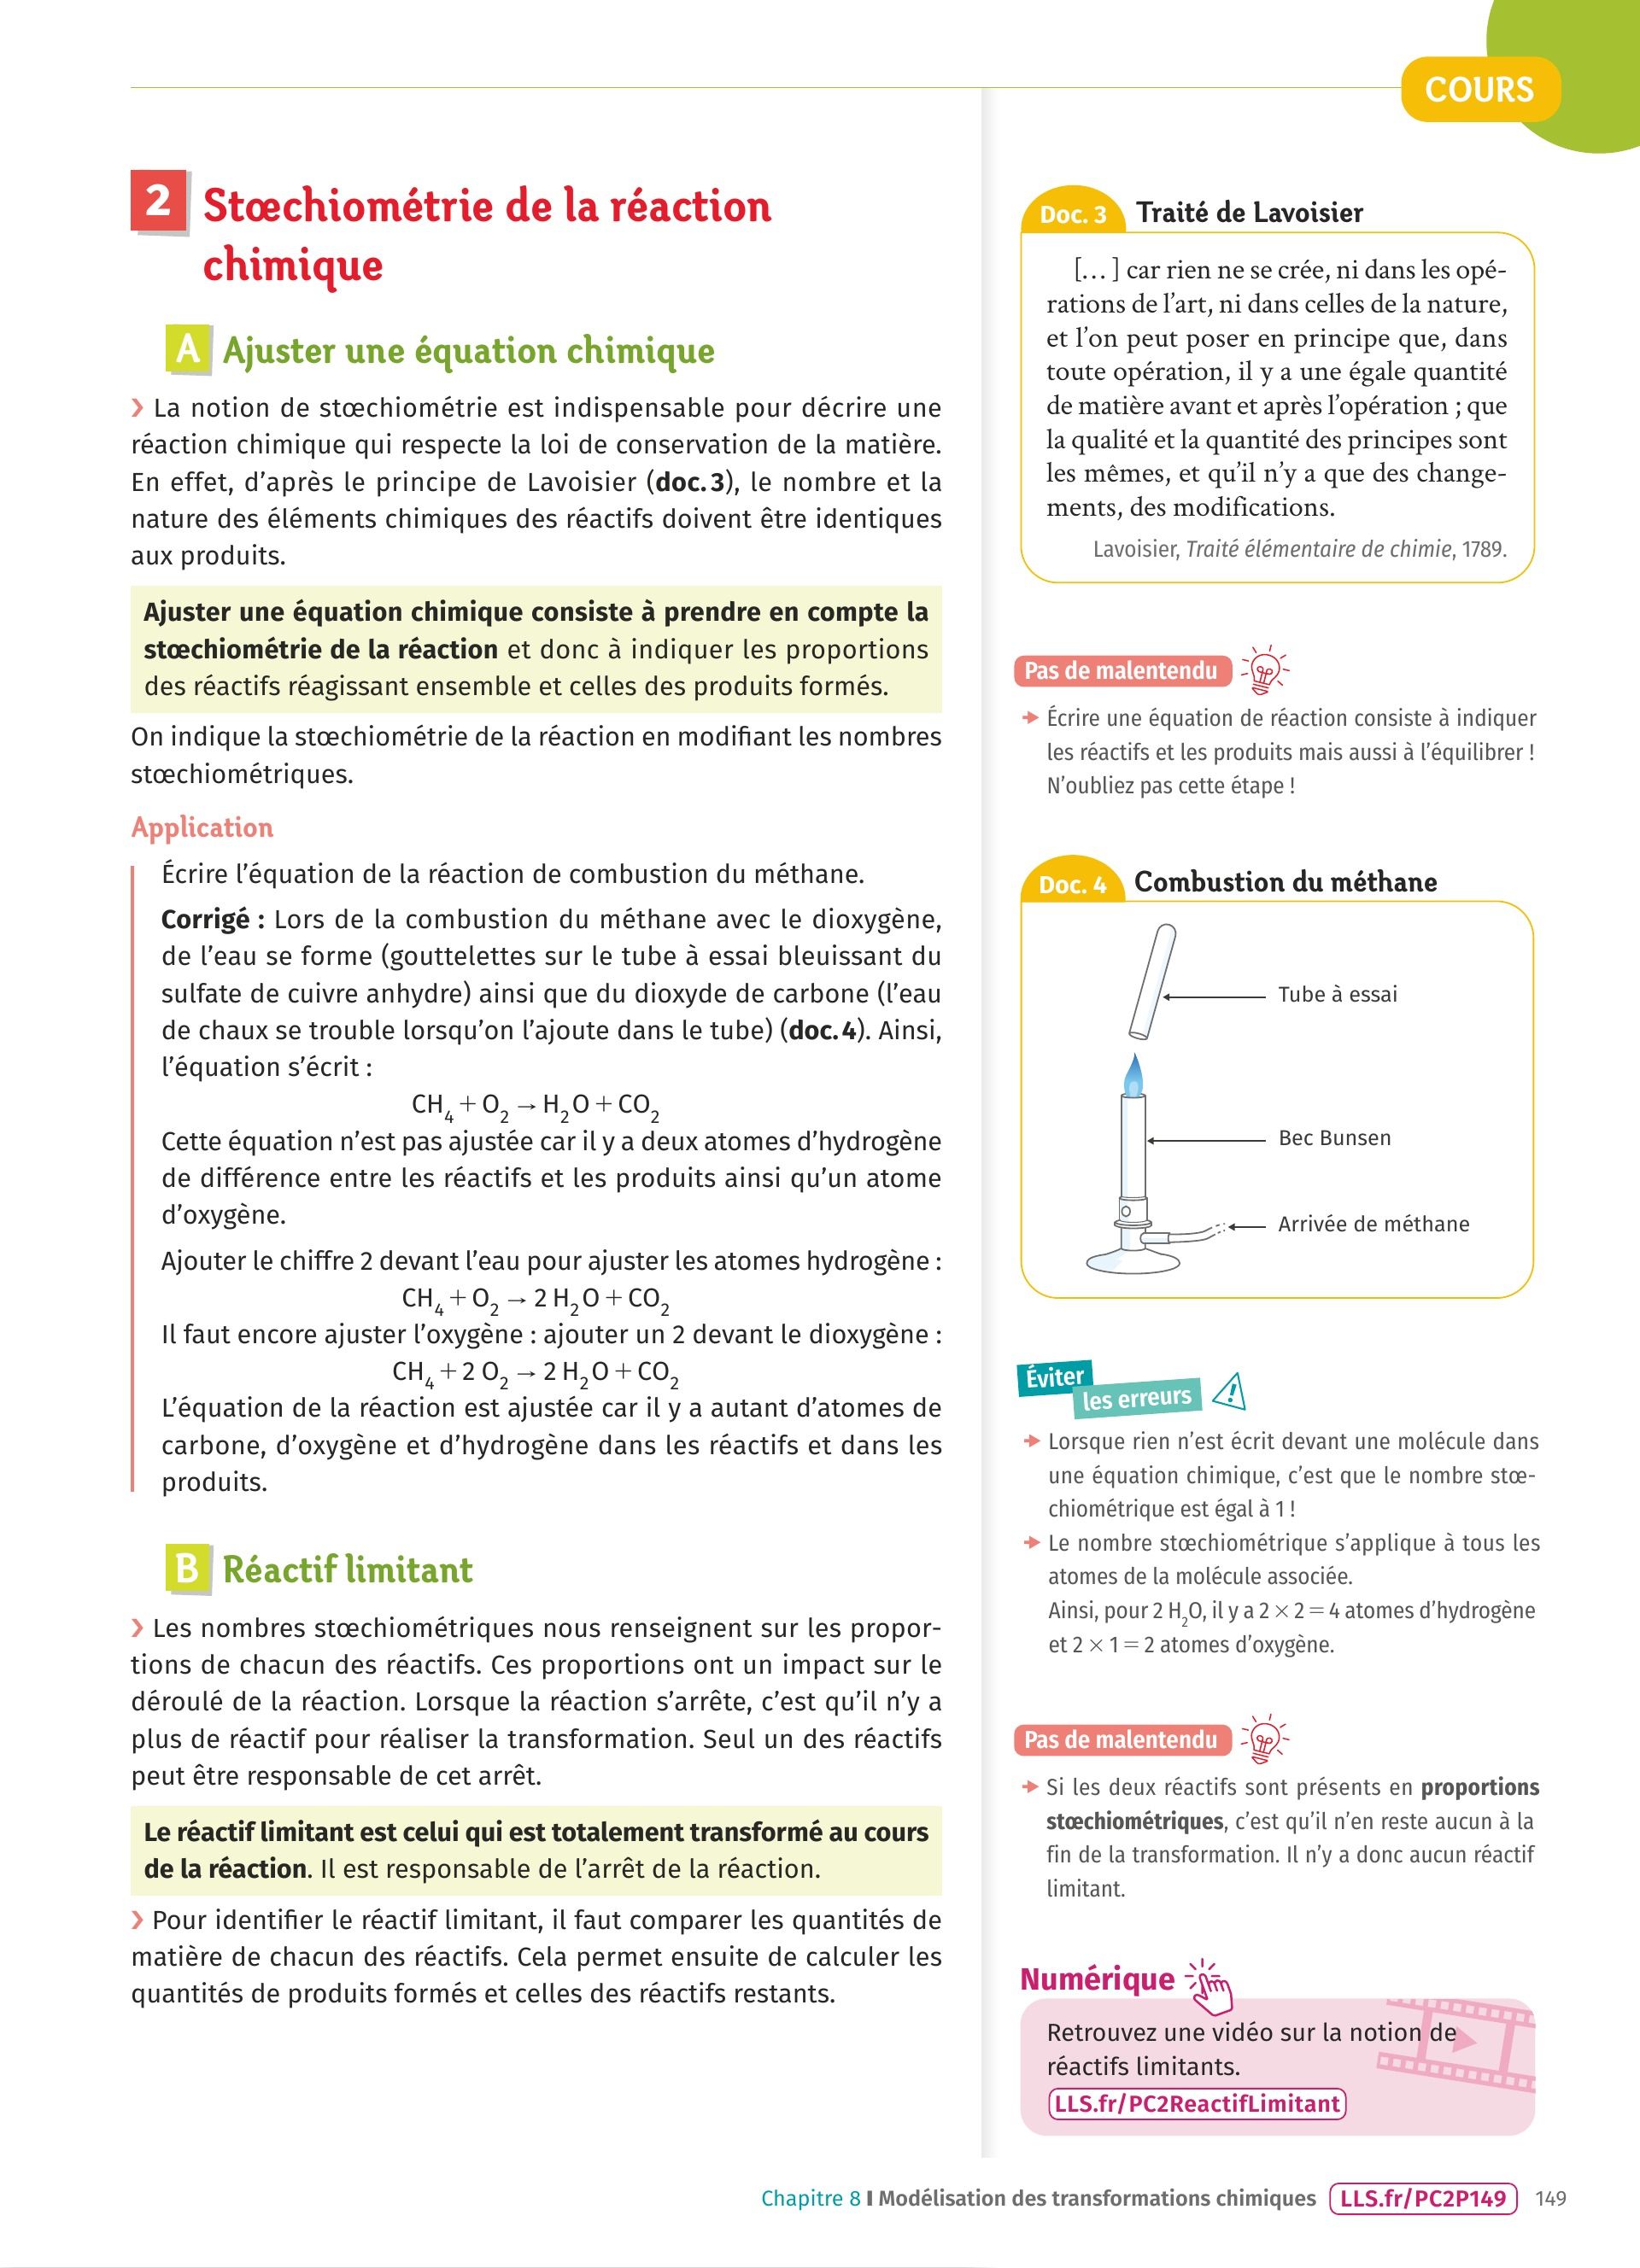 COURS
2 Stœchiométrie de la réaction
chimique
A Ajuster une équation chimique
› La notion de stœchiométrie est indispensable pour décrire une
réaction chimique qui respecte la loi de conservation de la matière.
En effet, d’après le principe de Lavoisier (doc. 3), le nombre et la
nature des éléments chimiques des réactifs doivent être identiques
aux produits.
Ajuster une équation chimique consiste à prendre en compte la
stœchiométrie de la réaction et donc à indiquer les proportions
des réactifs réagissant ensemble et celles des produits formés.
On indique la stœchiométrie de la réaction en modifiant les nombres
stœchiométriques.
Application
Écrire l’équation de la réaction de combustion du méthane.
Corrigé : Lors de la combustion du méthane avec le dioxygène,
de l’eau se forme (gouttelettes sur le tube à essai bleuissant du
sulfate de cuivre anhydre) ainsi que du dioxyde de carbone (l’eau
de chaux se trouble lorsqu’on l’ajoute dans le tube) (doc. 4). Ainsi,
l’équation s’écrit :
CH₄ + O₂ → H₂O + CO₂
Cette équation n’est pas ajustée car il y a deux atomes d’hydrogène
de différence entre les réactifs et les produits ainsi qu’un atome
d’oxygène.
Ajouter le chiffre 2 devant l’eau pour ajuster les atomes hydrogène :
CH₄ + O₂ → 2 H₂O + CO₂
Il faut encore ajuster l’oxygène : ajouter un 2 devant le dioxygène :
CH₄ + 2 O₂ → 2 H₂O + CO₂
L’équation de la réaction est ajustée car il y a autant d’atomes de
carbone, d’oxygène et d’hydrogène dans les réactifs et dans les
produits.
B Réactif limitant
› Les nombres stœchiométriques nous renseignent sur les propor-
tions de chacun des réactifs. Ces proportions ont un impact sur le
déroulé de la réaction. Lorsque la réaction s’arrête, c’est qu’il n’y a
plus de réactif pour réaliser la transformation. Seul un des réactifs
peut être responsable de cet arrêt.
Le réactif limitant est celui qui est totalement transformé au cours
de la réaction. Il est responsable de l’arrêt de la réaction.
› Pour identifier le réactif limitant, il faut comparer les quantités de
matière de chacun des réactifs. Cela permet ensuite de calculer les
quantités de produits formés et celles des réactifs restants.
Doc. 3 Traité de Lavoisier
[…] car rien ne se crée, ni dans les opé-
rations de l’art, ni dans celles de la nature,
et l’on peut poser en principe que, dans
toute opération, il y a une égale quantité
de matière avant et après l’opération ; que
la qualité et la quantité des principes sont
les mêmes, et qu’il n’y a que des change-
ments, des modifications.
Lavoisier, Traité élémentaire de chimie, 1789.
Pas de malentendu
Écrire une équation de réaction consiste à indiquer
les réactifs et les produits mais aussi à l’équilibrer !
N’oubliez pas cette étape !
Doc. 4 Combustion du méthane
Tube à essai
Bec Bunsen
Arrivée de méthane
Éviter
les erreurs
Lorsque rien n’est écrit devant une molécule dans
une équation chimique, c’est que le nombre stœ-
chiométrique est égal à 1 !
Le nombre stœchiométrique s’applique à tous les
atomes de la molécule associée.
Ainsi, pour 2 H₂O, il y a 2 × 2 = 4 atomes d’hydrogène
et 2 × 1 = 2 atomes d’oxygène.
Pas de malentendu
Si les deux réactifs sont présents en proportions
stœchiométriques, c’est qu’il n’en reste aucun à la
fin de la transformation. Il n’y a donc aucun réactif
limitant.
Numérique
Retrouvez une vidéo sur la notion de
réactifs limitants.
LLS.fr/PC2ReactifLimitant
Chapitre 8 I Modélisation des transformations chimiques LLS.fr/PC2P149 149